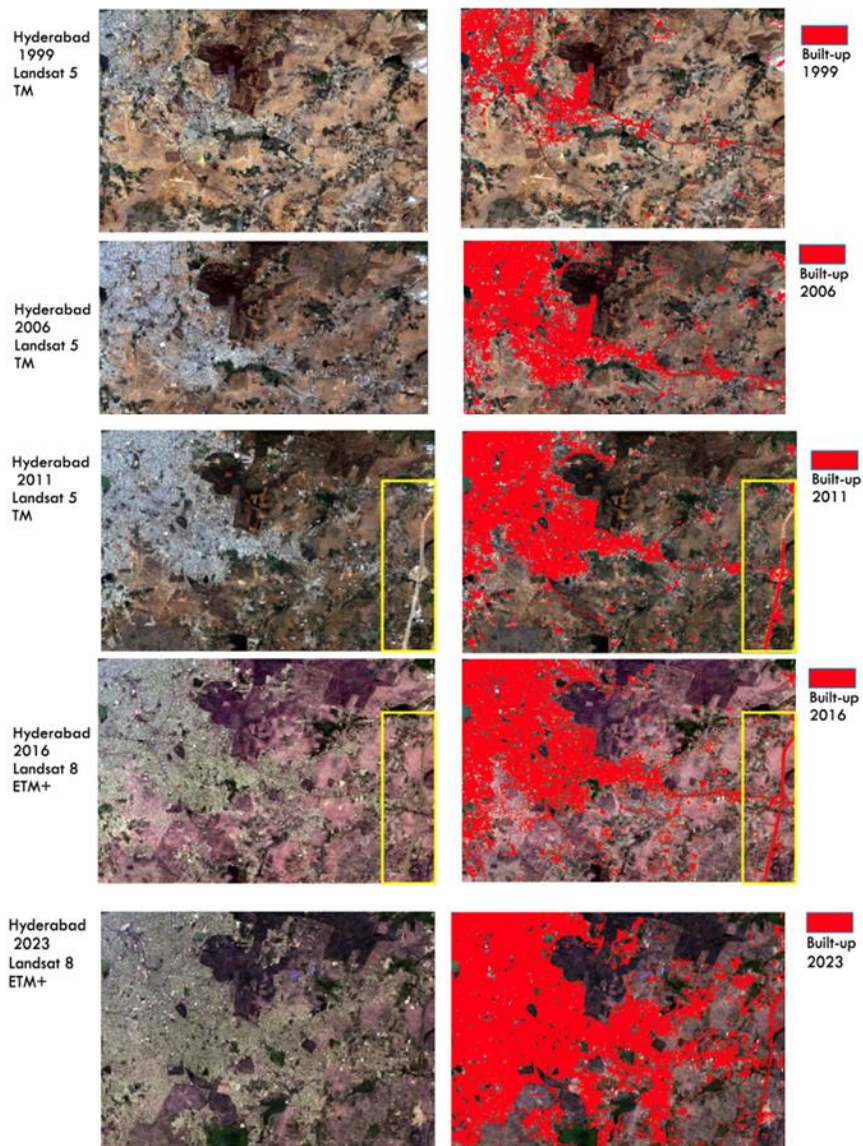 Hyderabad
1999
Landsat 5
TM
Built-up
1999
Hyderabad
2006
Landsat 5
TM
Built-up
2006
Hyderabad
2011
Landsat 5
TM
Built-up
2011
Hyderabad
2016
Landsat 8
ETM+
Built-up
2016
Hyderabad
2023
Landsat 8
ETM+
Built-up
2023